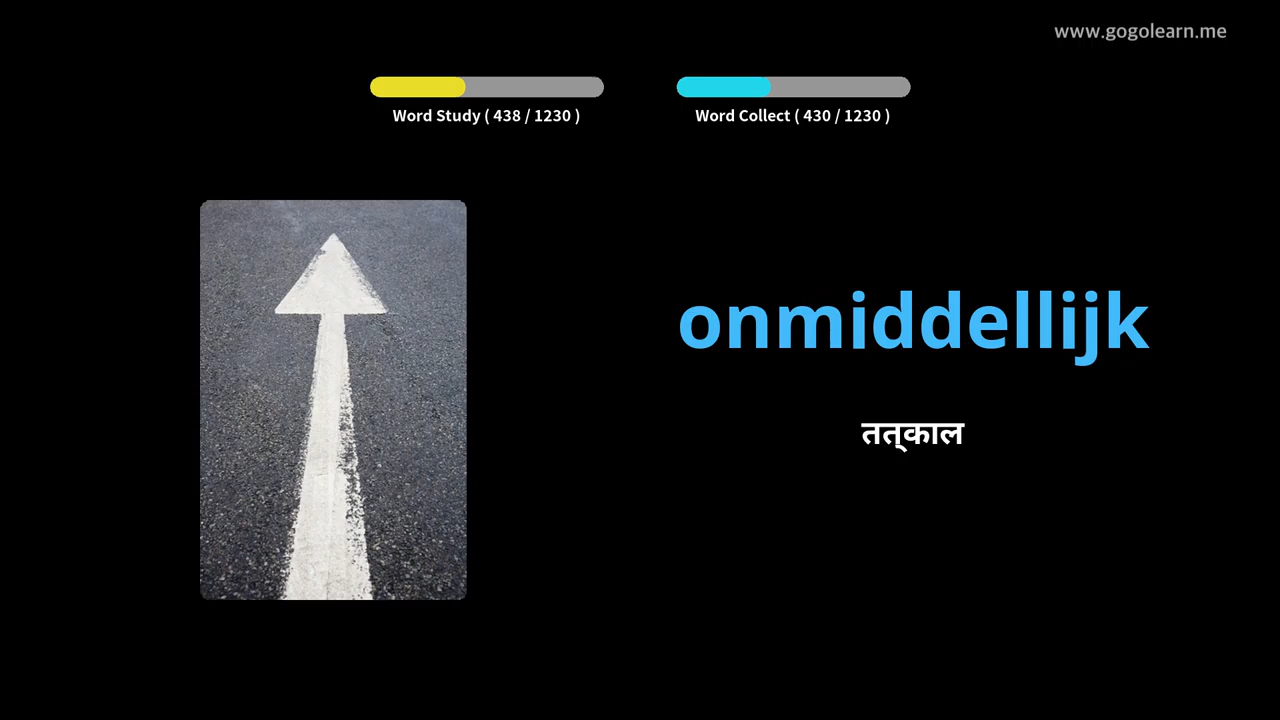 www.gogolearn.me
Word Study ( 438 / 1230 )
Word Collect ( 430 / 1230 )
onmiddellijk
तत्काल